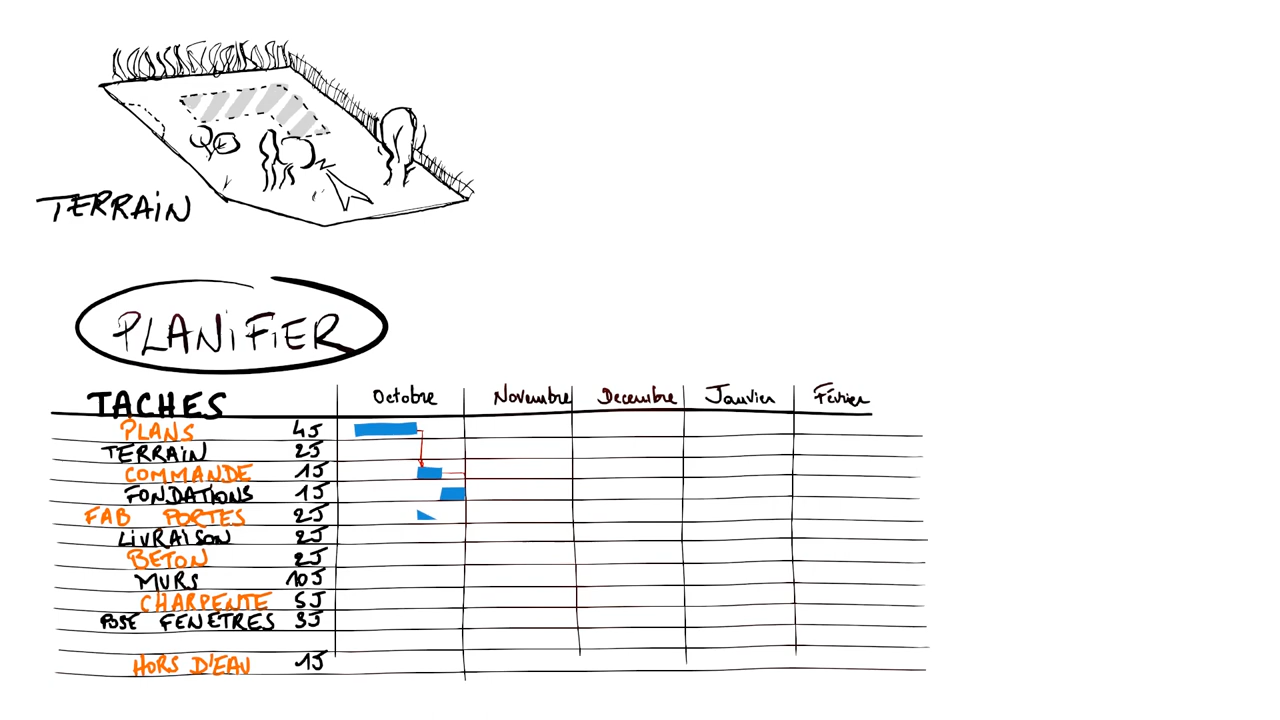 TERRAiN
PLANiFiER
TACHES Octobre Novembre Decembre Janvier Février
PLANS 4J
TERRAiN 2J
COMMANDE 1J
FONDATiONS 1J
FAB PORTES 2J
LiVRAiSON 2J
BETON 2J
MURS 10J
CHARPENTE 5J
POSE FENETRES 3J
HORS D'EAU 1J